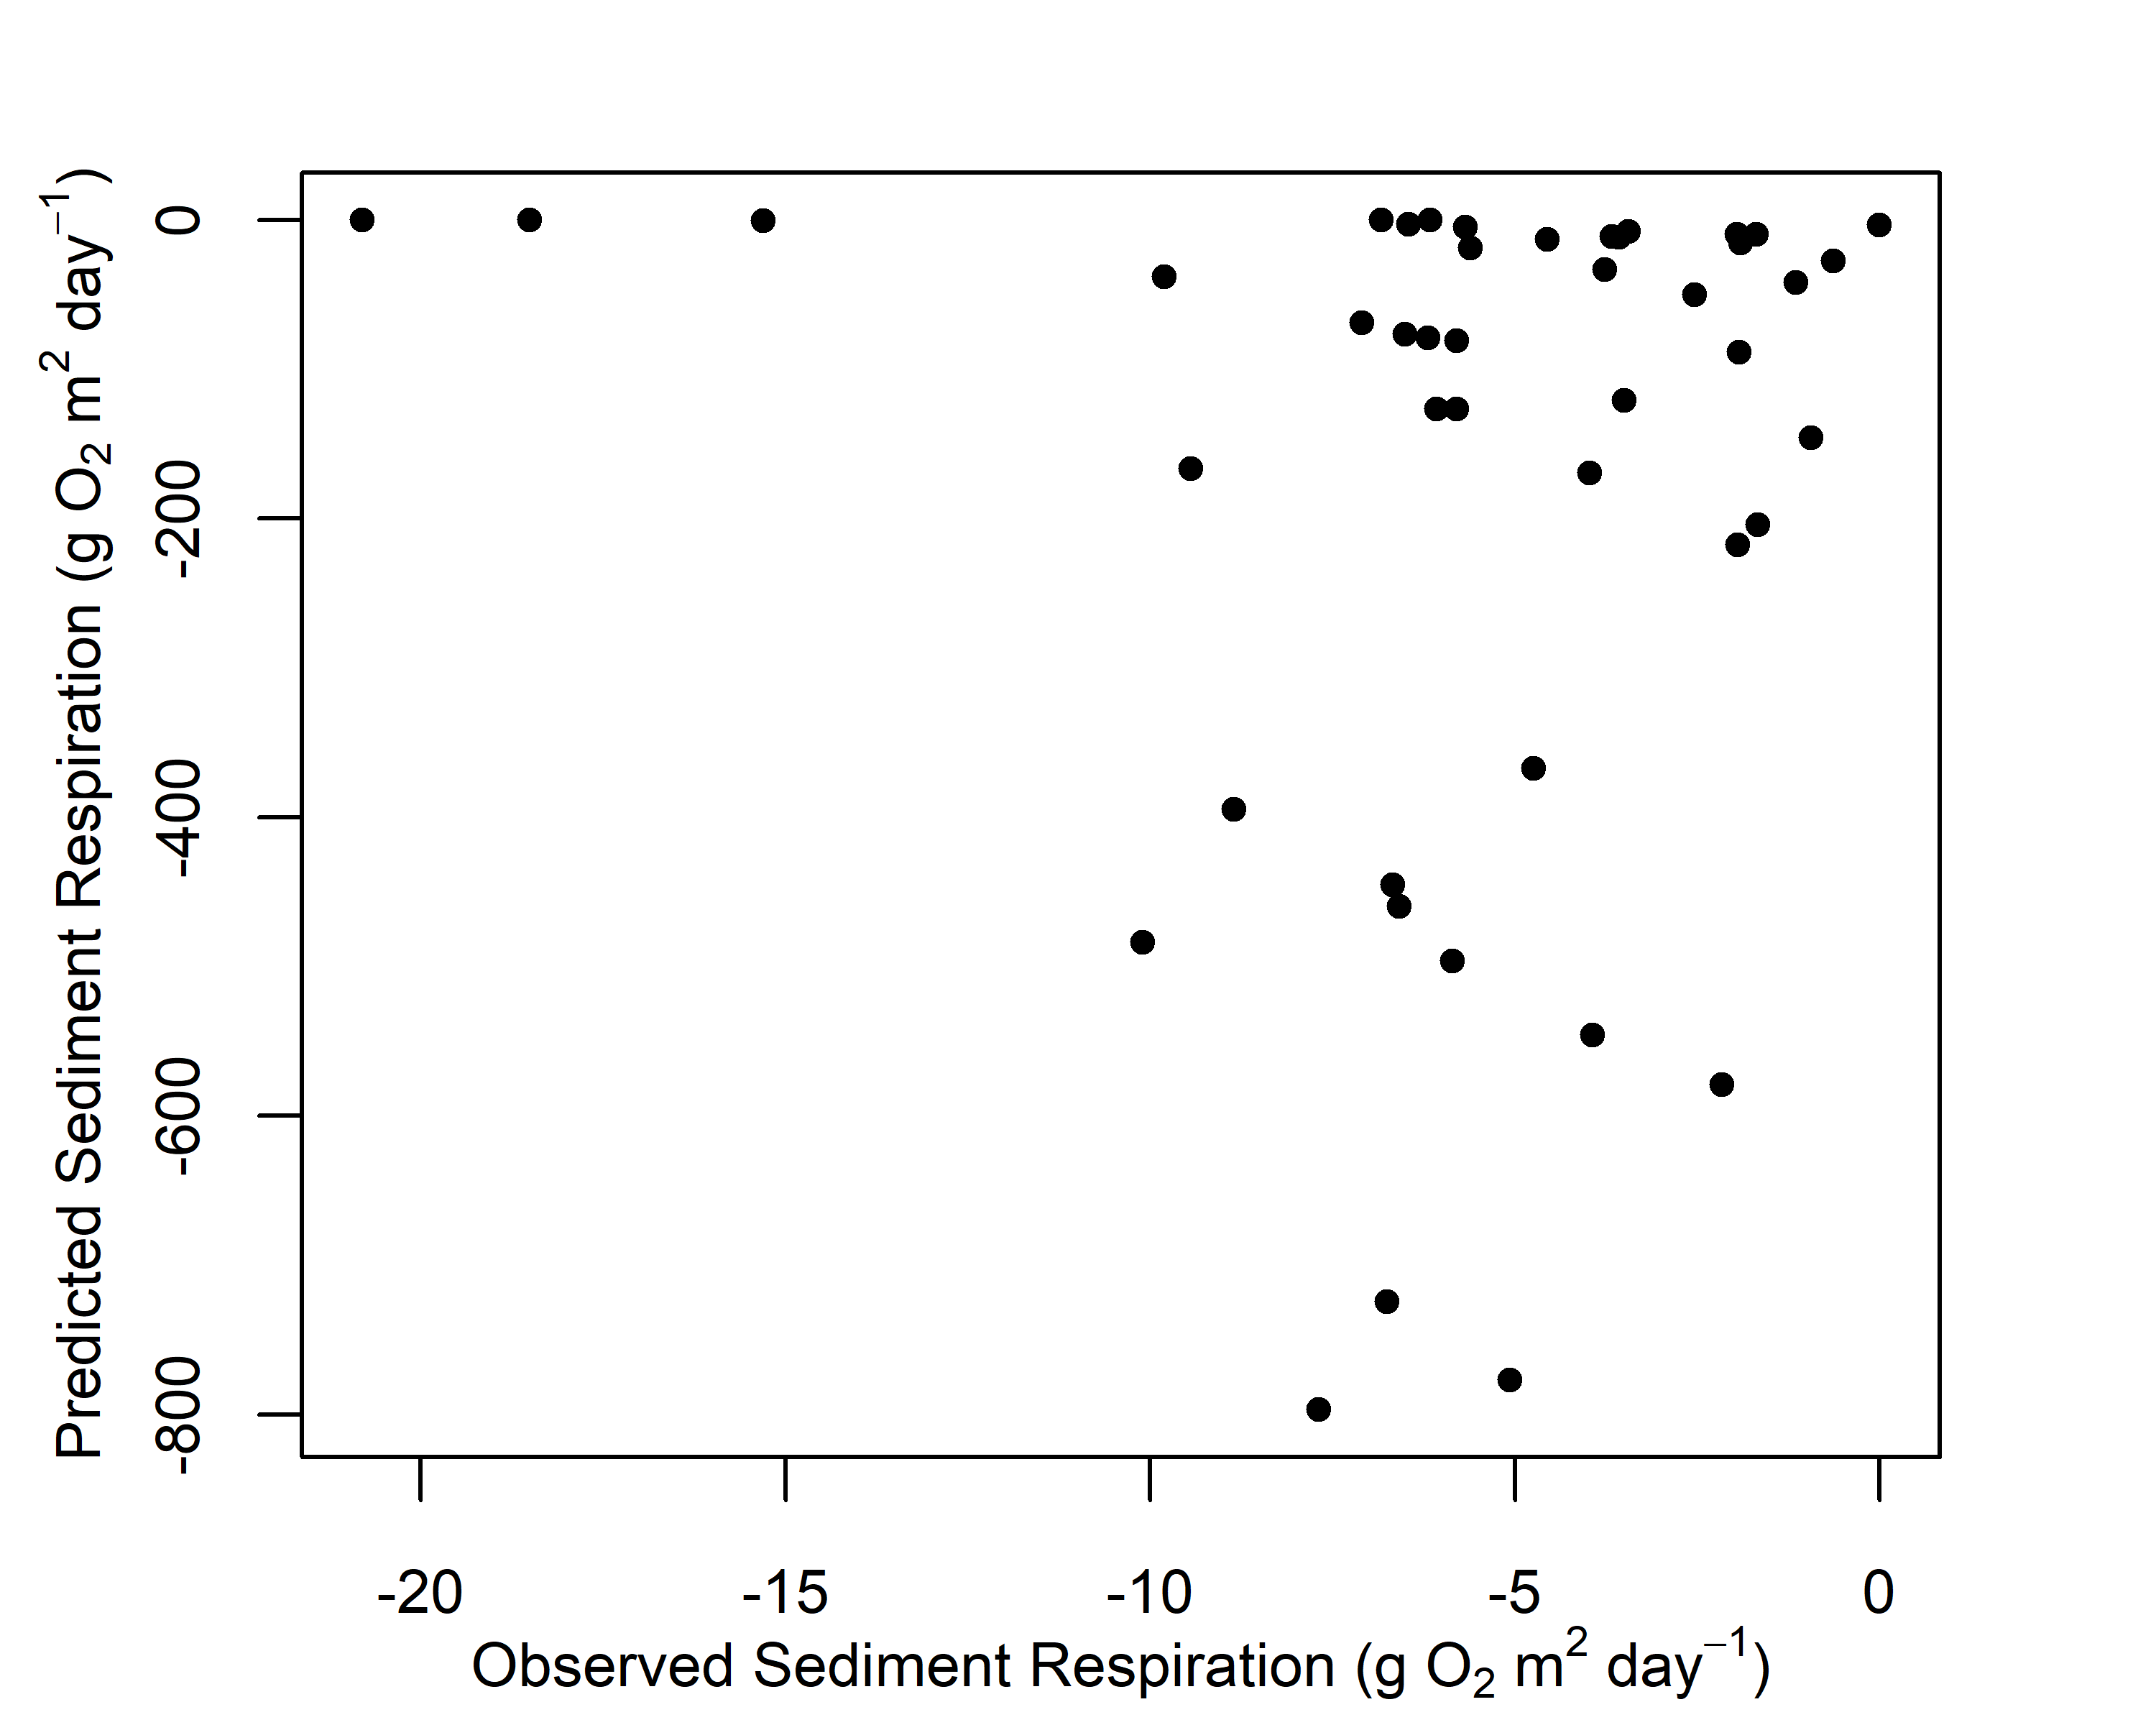 Predicted Sediment Respiration (g O₂ m² day⁻¹)
0
-200
-400
-600
-800
-20 -15 -10 -5 0
Observed Sediment Respiration (g O₂ m² day⁻¹)